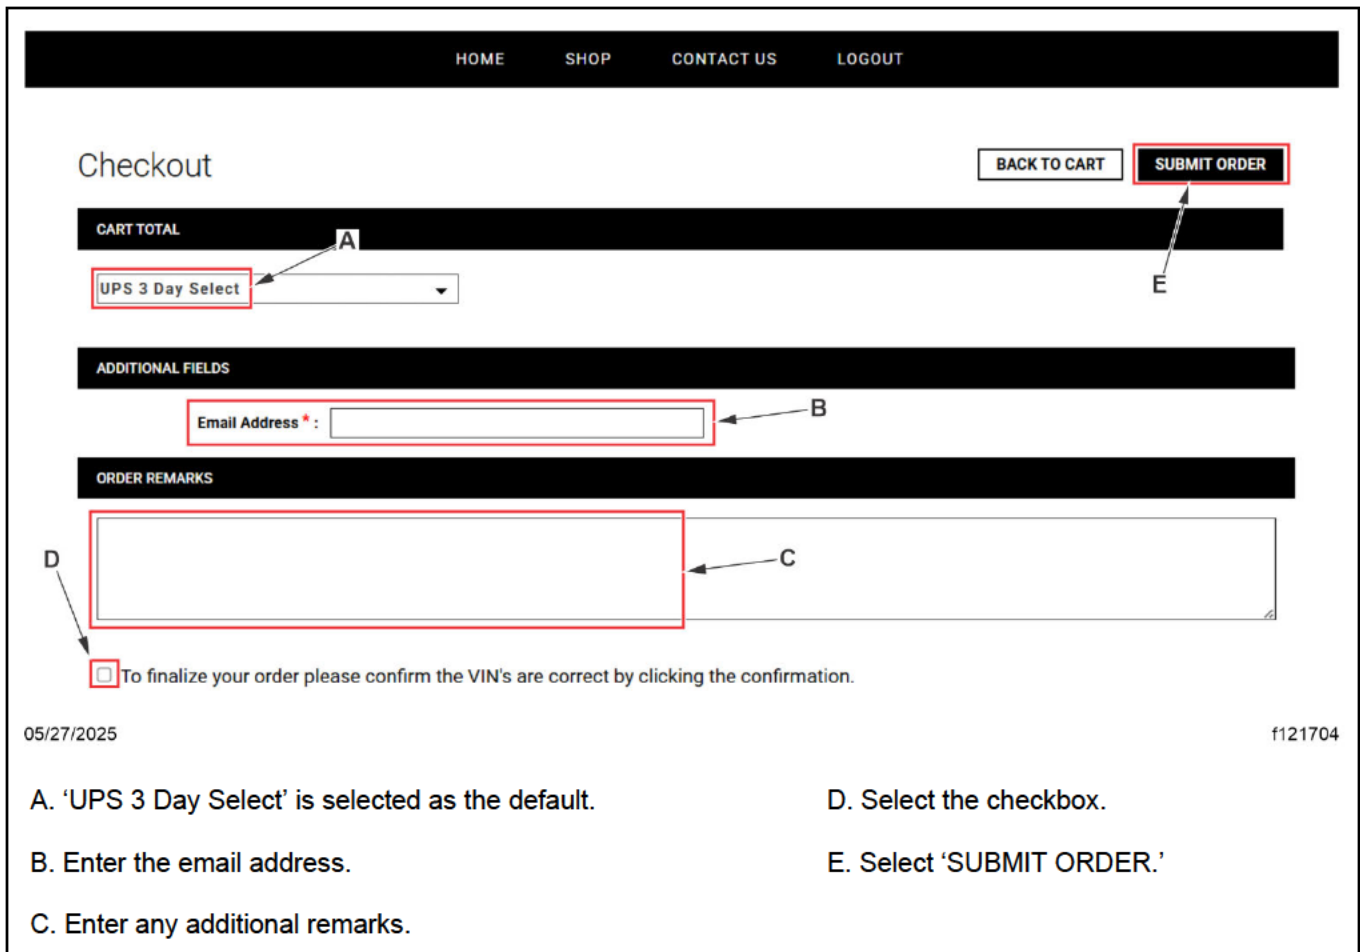 HOME SHOP CONTACT US LOGOUT
Checkout
BACK TO CART SUBMIT ORDER
CART TOTAL
A
UPS 3 Day Select
E
ADDITIONAL FIELDS
Email Address * :
B
ORDER REMARKS
D
C
To finalize your order please confirm the VIN's are correct by clicking the confirmation.
05/27/2025 f121704
A. ‘UPS 3 Day Select’ is selected as the default.
D. Select the checkbox.
B. Enter the email address.
E. Select ‘SUBMIT ORDER.’
C. Enter any additional remarks.